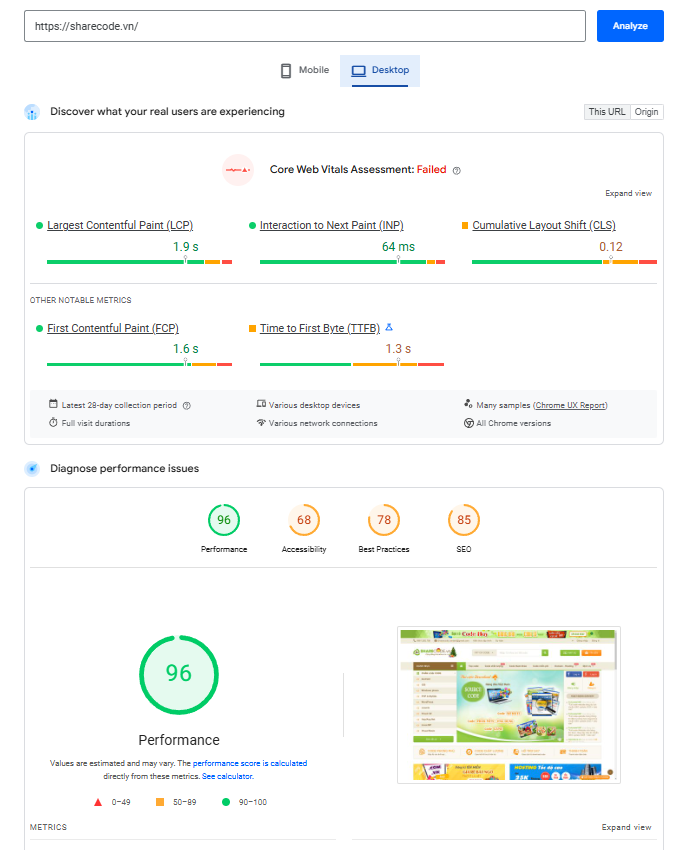 https://sharecode.vn/
Analyze
Mobile
Desktop
Discover what your real users are experiencing
This URL
Origin
Core Web Vitals Assessment: Failed
Expand view
Largest Contentful Paint (LCP)
1.9 s
Interaction to Next Paint (INP)
64 ms
Cumulative Layout Shift (CLS)
0.12
OTHER NOTABLE METRICS
First Contentful Paint (FCP)
1.6 s
Time to First Byte (TTFB)
1.3 s
Latest 28-day collection period
Various desktop devices
Many samples (Chrome UX Report)
Full visit durations
Various network connections
All Chrome versions
Diagnose performance issues
96
Performance
68
Accessibility
78
Best Practices
85
SEO
96
Performance
Values are estimated and may vary. The performance score is calculated
directly from these metrics. See calculator.
0–49
50–89
90–100
METRICS
Expand view